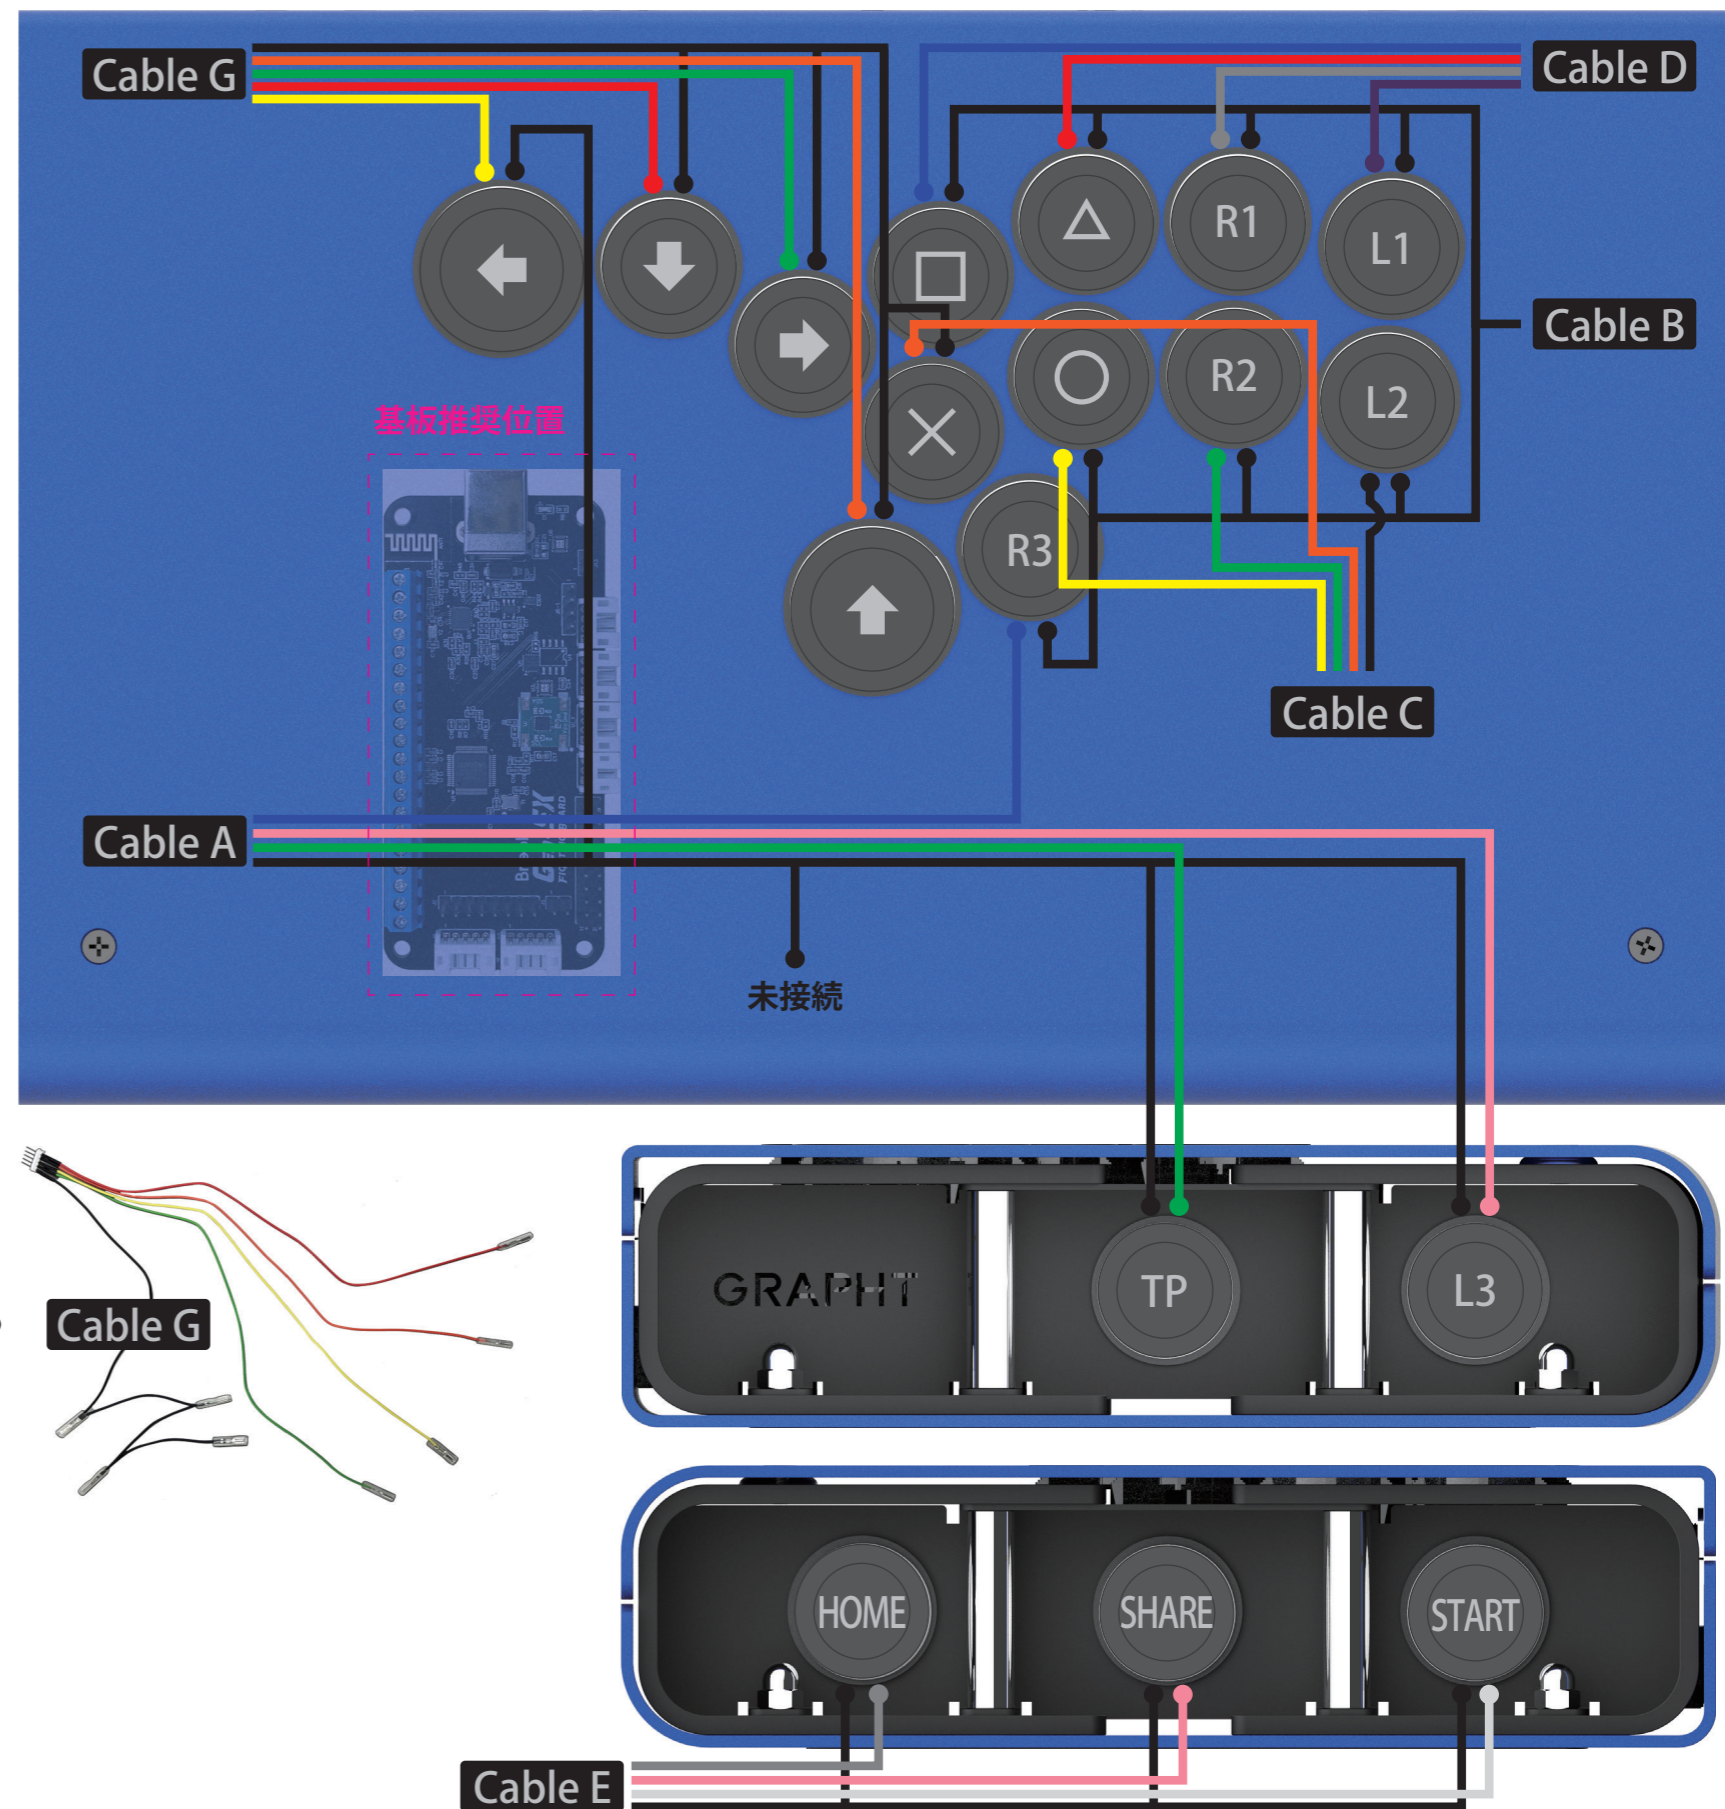 Cable G
Cable D
△
R1
L1
□
Cable B
○
R2
L2
×
基板推奨位置
R3
Cable C
Cable A
未接続
GRAPHT
TP
L3
Cable G
HOME
SHARE
START
Cable E